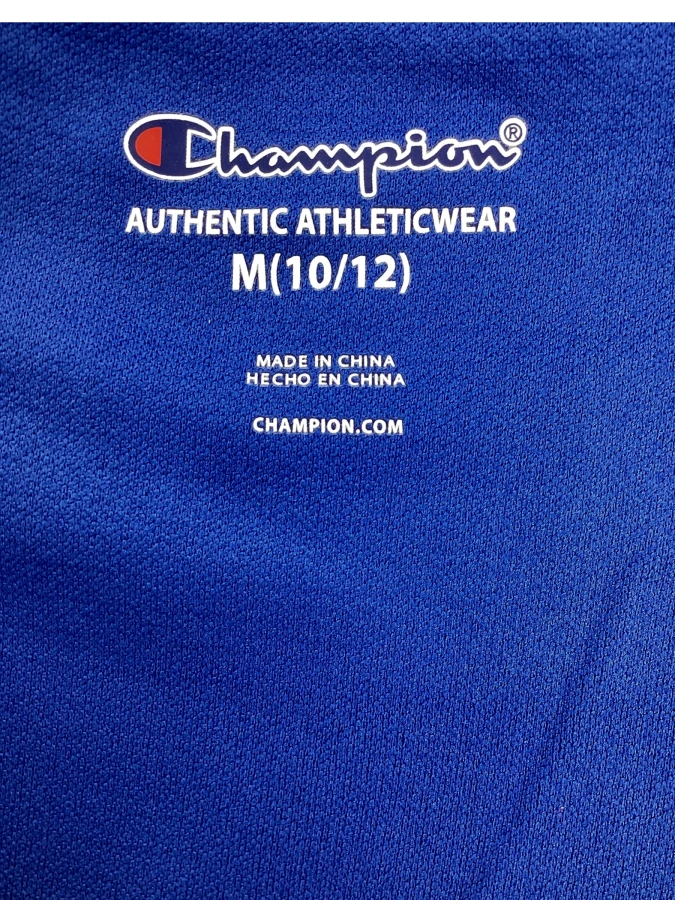 Champion®
AUTHENTIC ATHLETICWEAR
M(10/12)
MADE IN CHINA
HECHO EN CHINA
CHAMPION.COM